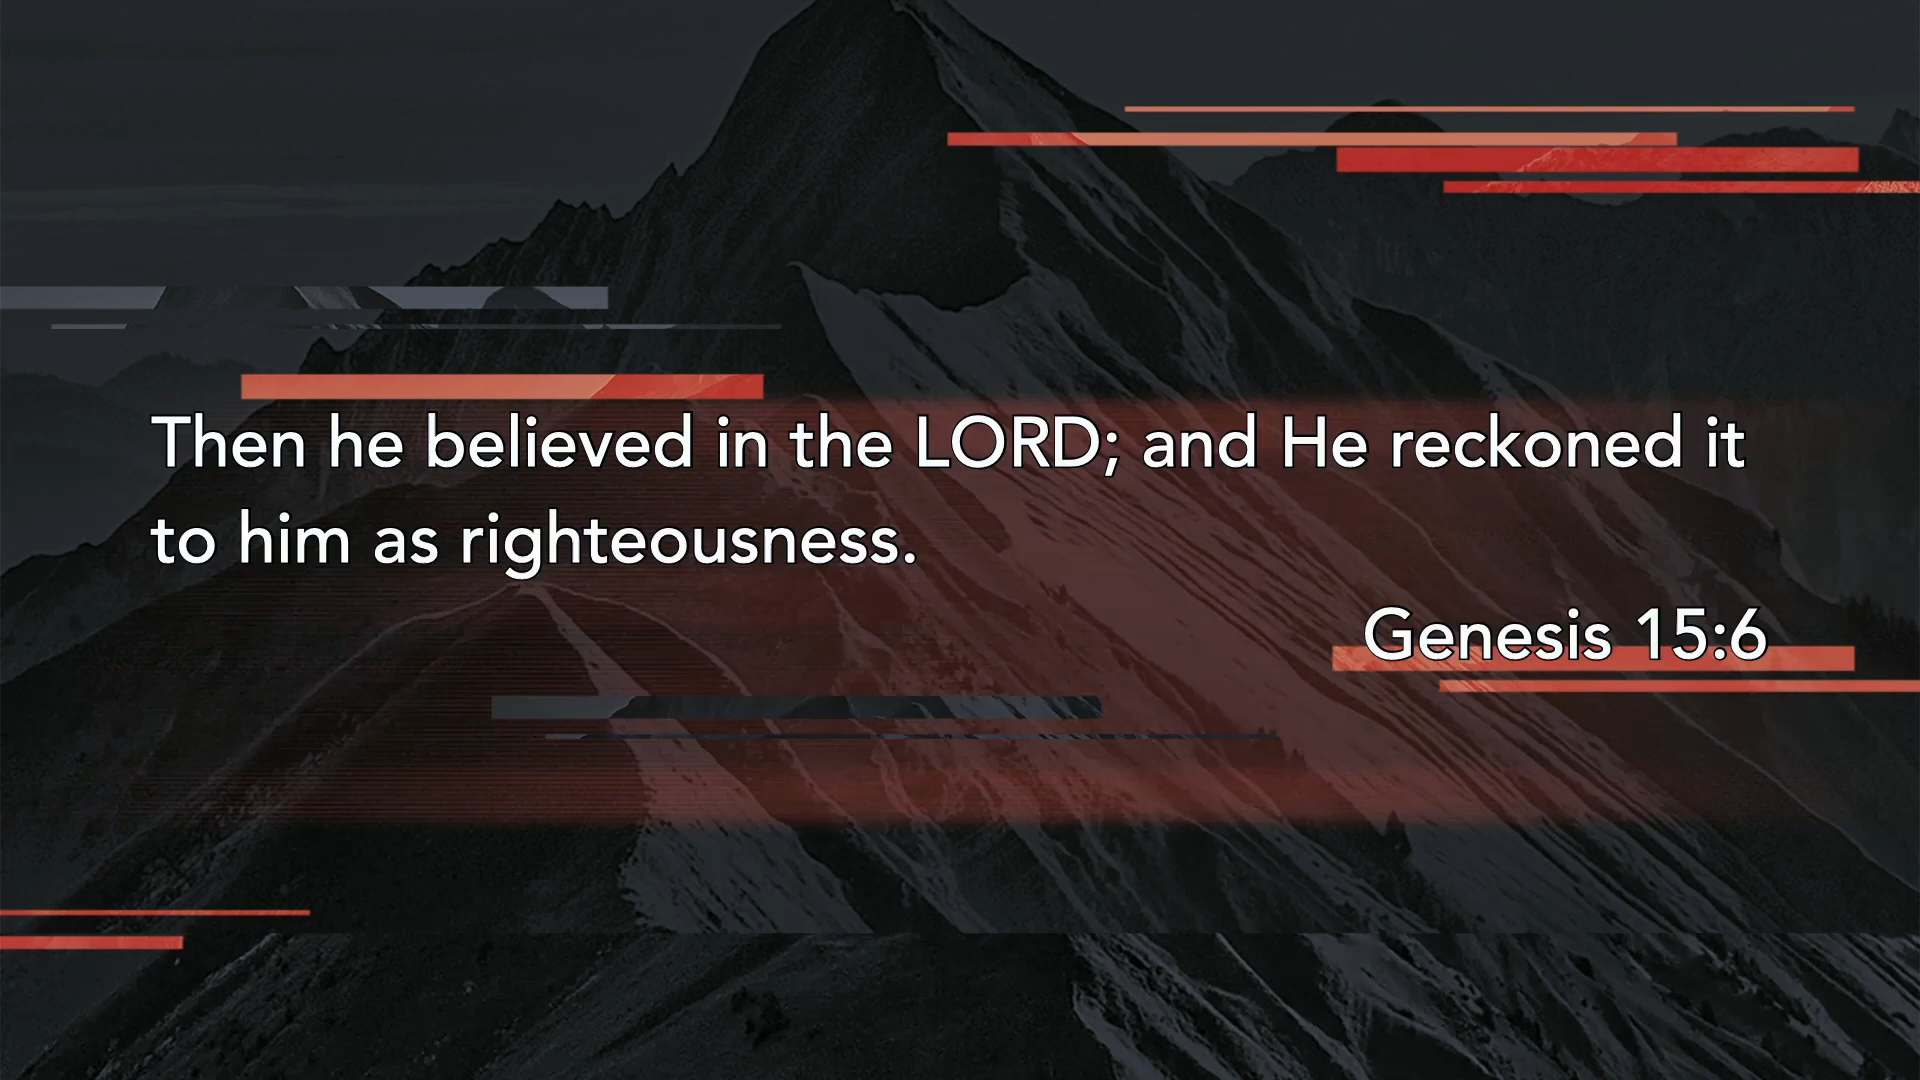 Then he believed in the LORD; and He reckoned it
to him as righteousness.
Genesis 15:6